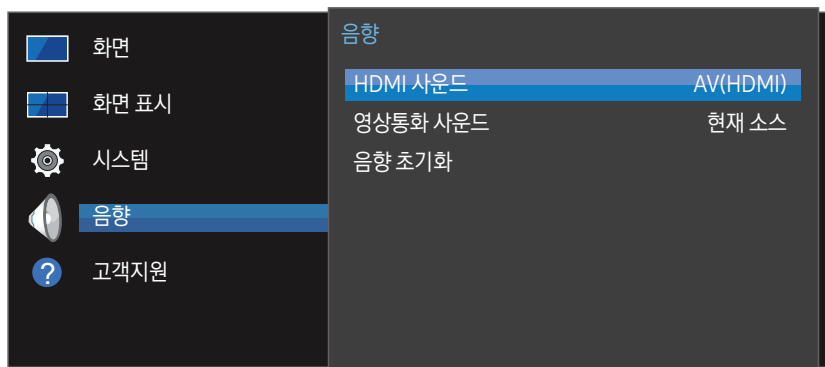 화면
화면 표시
시스템
음향
고객지원
음향
HDMI 사운드 AV(HDMI)
영상통화 사운드 현재 소스
음향 초기화